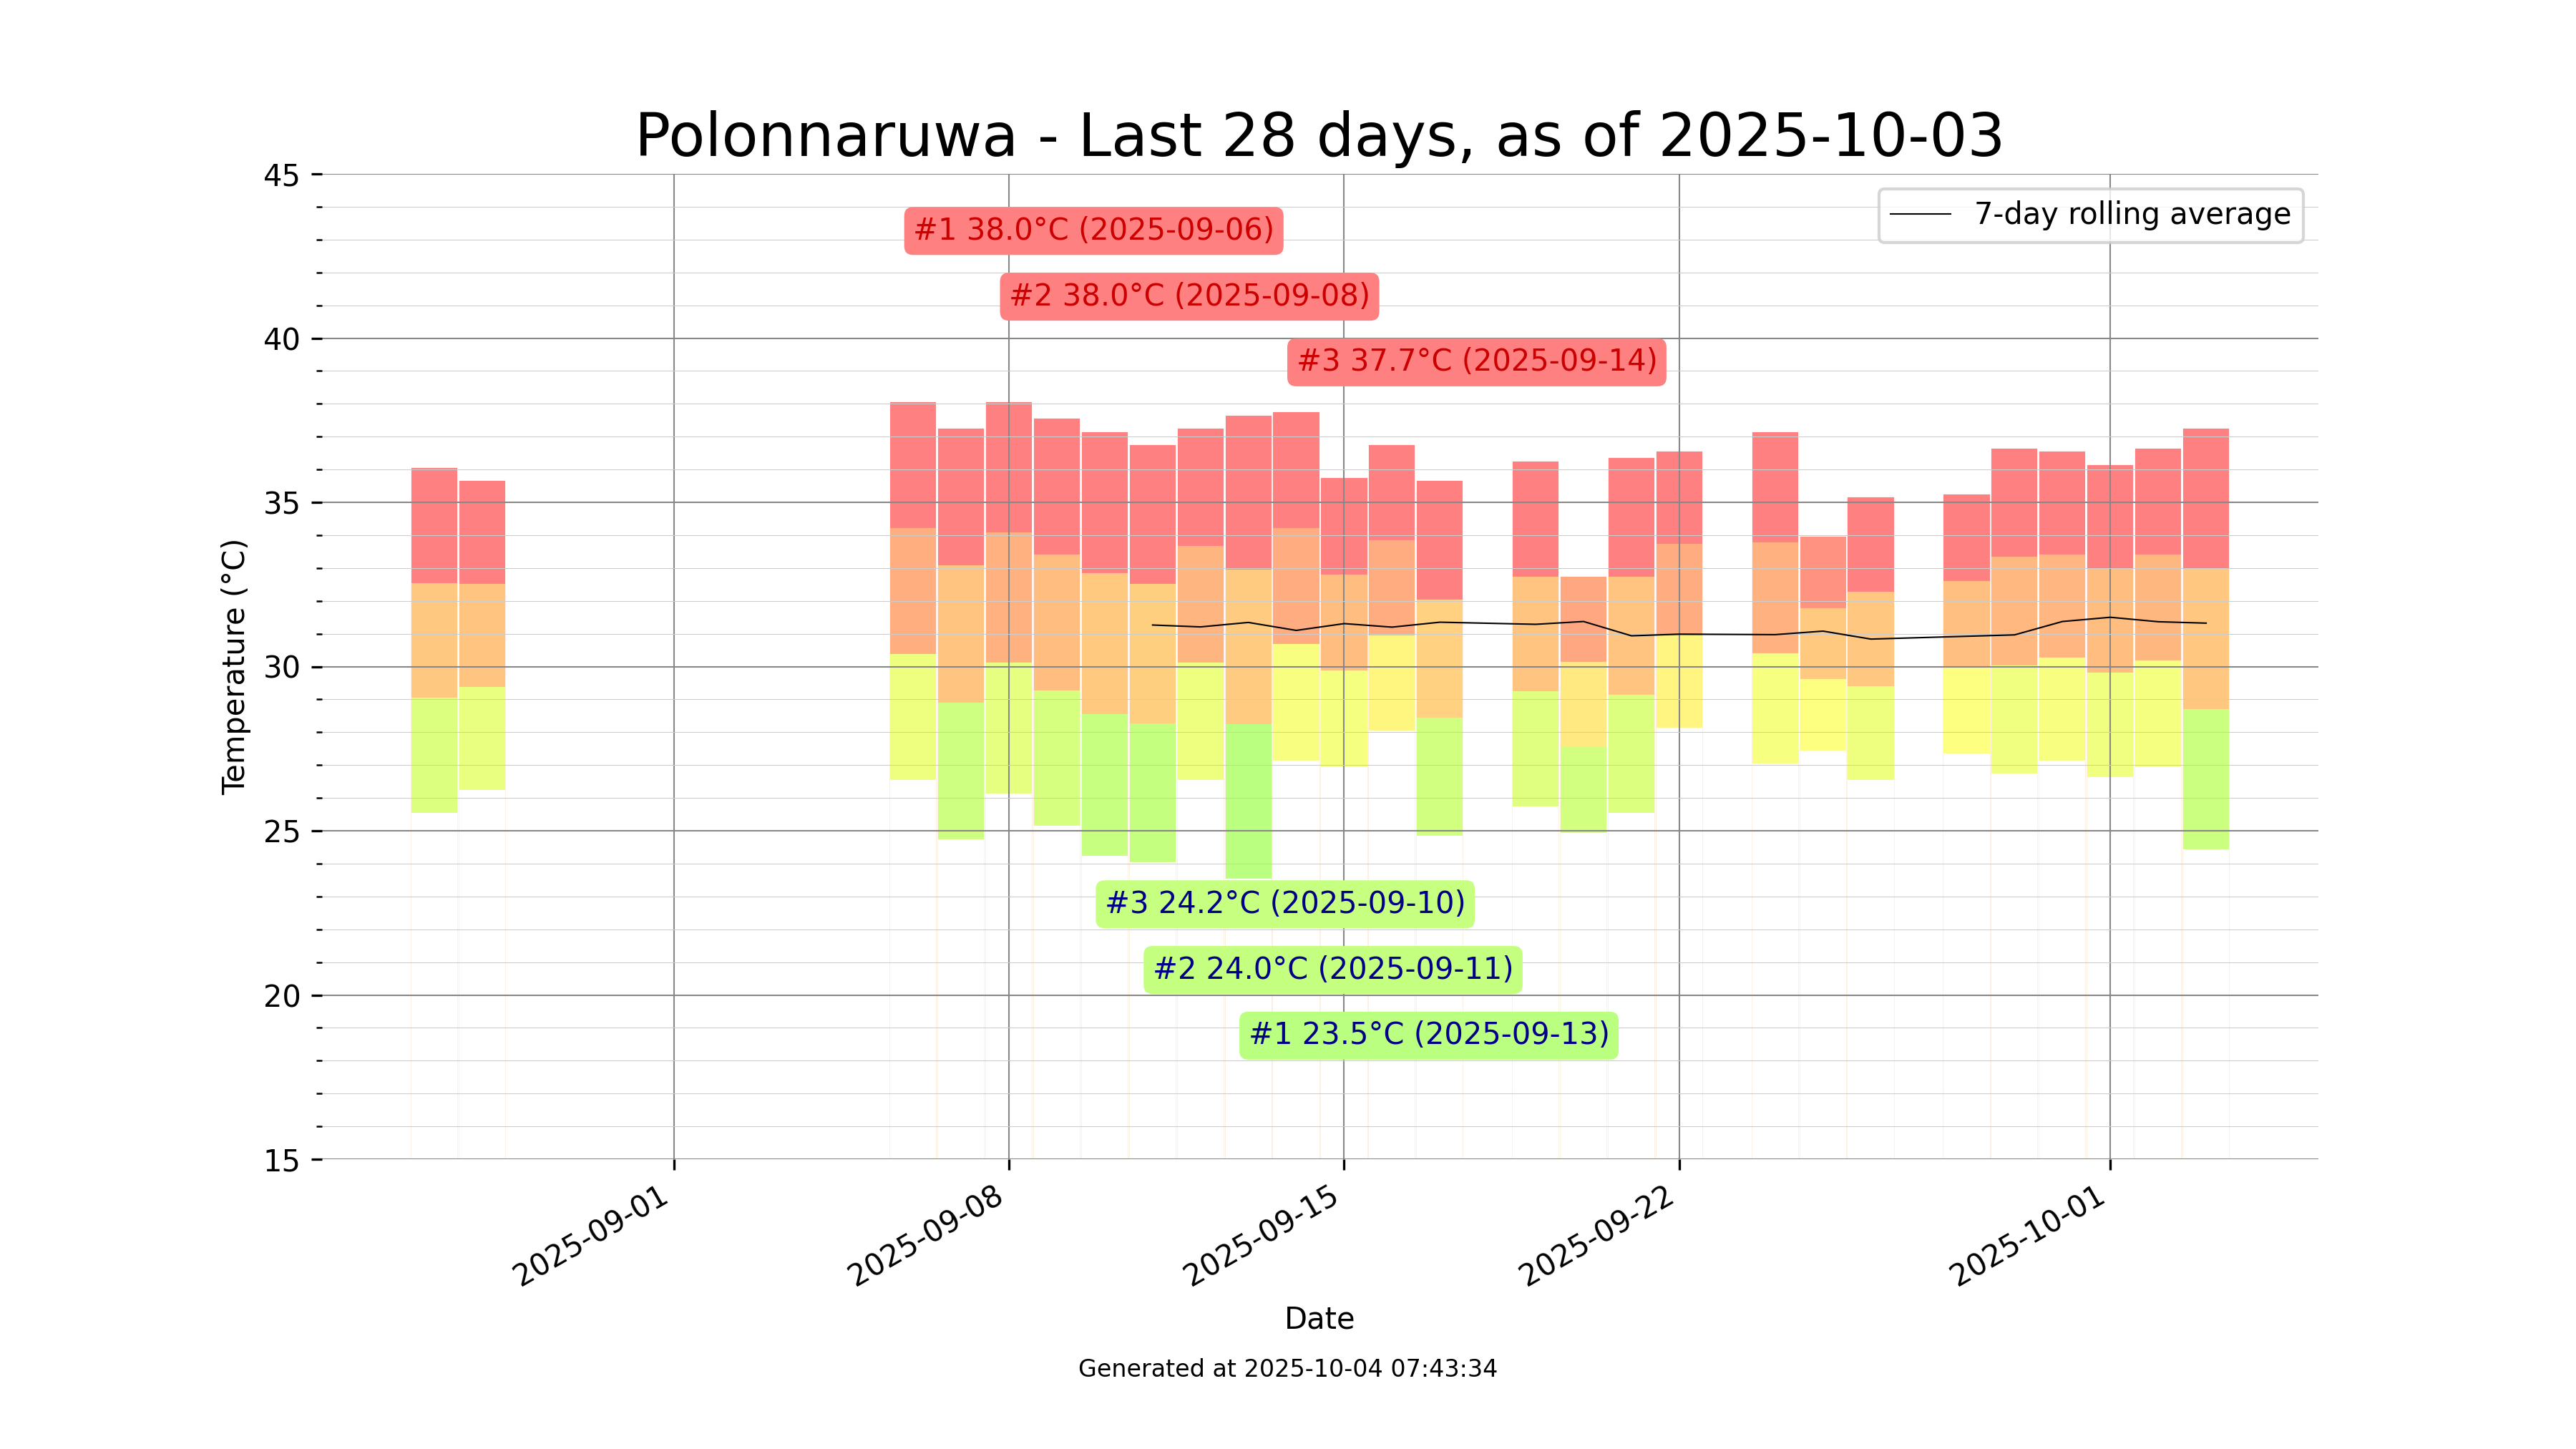 Polonnaruwa - Last 28 days, as of 2025-10-03
7-day rolling average
#1 38.0°C (2025-09-06)
#2 38.0°C (2025-09-08)
#3 37.7°C (2025-09-14)
45
40
35
30
25
20
15
Temperature (°C)
#3 24.2°C (2025-09-10)
#2 24.0°C (2025-09-11)
#1 23.5°C (2025-09-13)
2025-09-01
2025-09-08
2025-09-15
2025-09-22
2025-10-01
Date
Generated at 2025-10-04 07:43:34